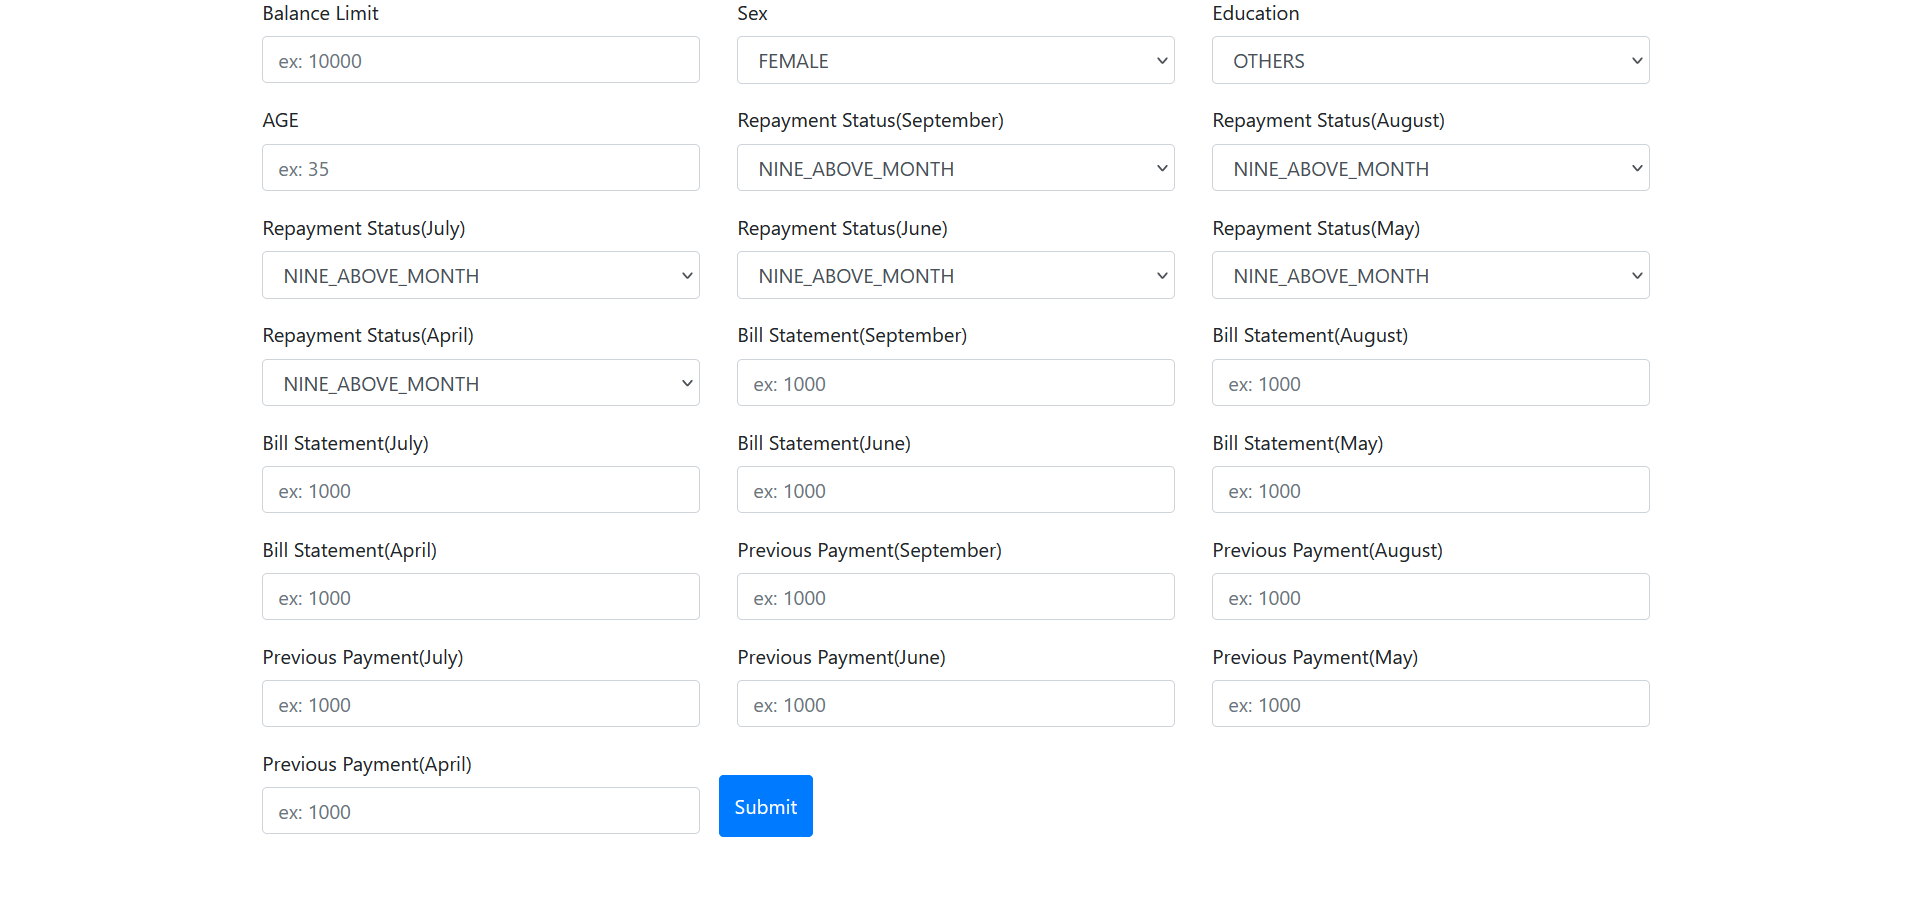 Balance Limit
Sex
Education
ex: 10000
FEMALE
OTHERS
AGE
Repayment Status(September)
Repayment Status(August)
ex: 35
NINE_ABOVE_MONTH
NINE_ABOVE_MONTH
Repayment Status(July)
Repayment Status(June)
Repayment Status(May)
NINE_ABOVE_MONTH
NINE_ABOVE_MONTH
NINE_ABOVE_MONTH
Repayment Status(April)
Bill Statement(September)
Bill Statement(August)
NINE_ABOVE_MONTH
ex: 1000
ex: 1000
Bill Statement(July)
Bill Statement(June)
Bill Statement(May)
ex: 1000
ex: 1000
ex: 1000
Bill Statement(April)
Previous Payment(September)
Previous Payment(August)
ex: 1000
ex: 1000
ex: 1000
Previous Payment(July)
Previous Payment(June)
Previous Payment(May)
ex: 1000
ex: 1000
ex: 1000
Previous Payment(April)
ex: 1000
Submit